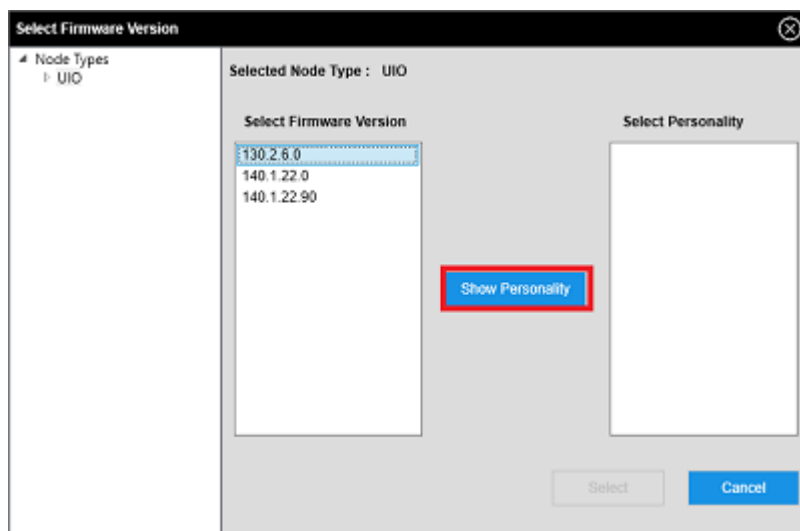 Select Firmware Version
Node Types
UIO
Selected Node Type : UIO
Select Firmware Version
Select Personality
130.2.6.0
140.1.22.0
140.1.22.90
Show Personality
Select
Cancel